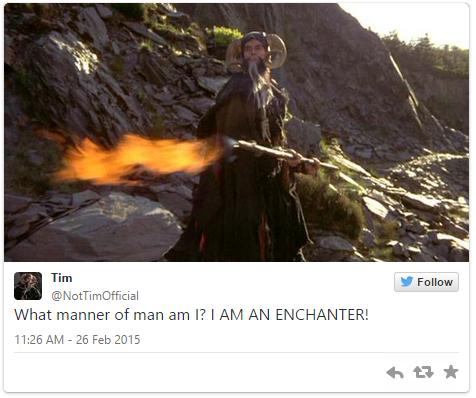 Tim
@NotTimOfficial
Follow
What manner of man am I? I AM AN ENCHANTER!
11:26 AM - 26 Feb 2015